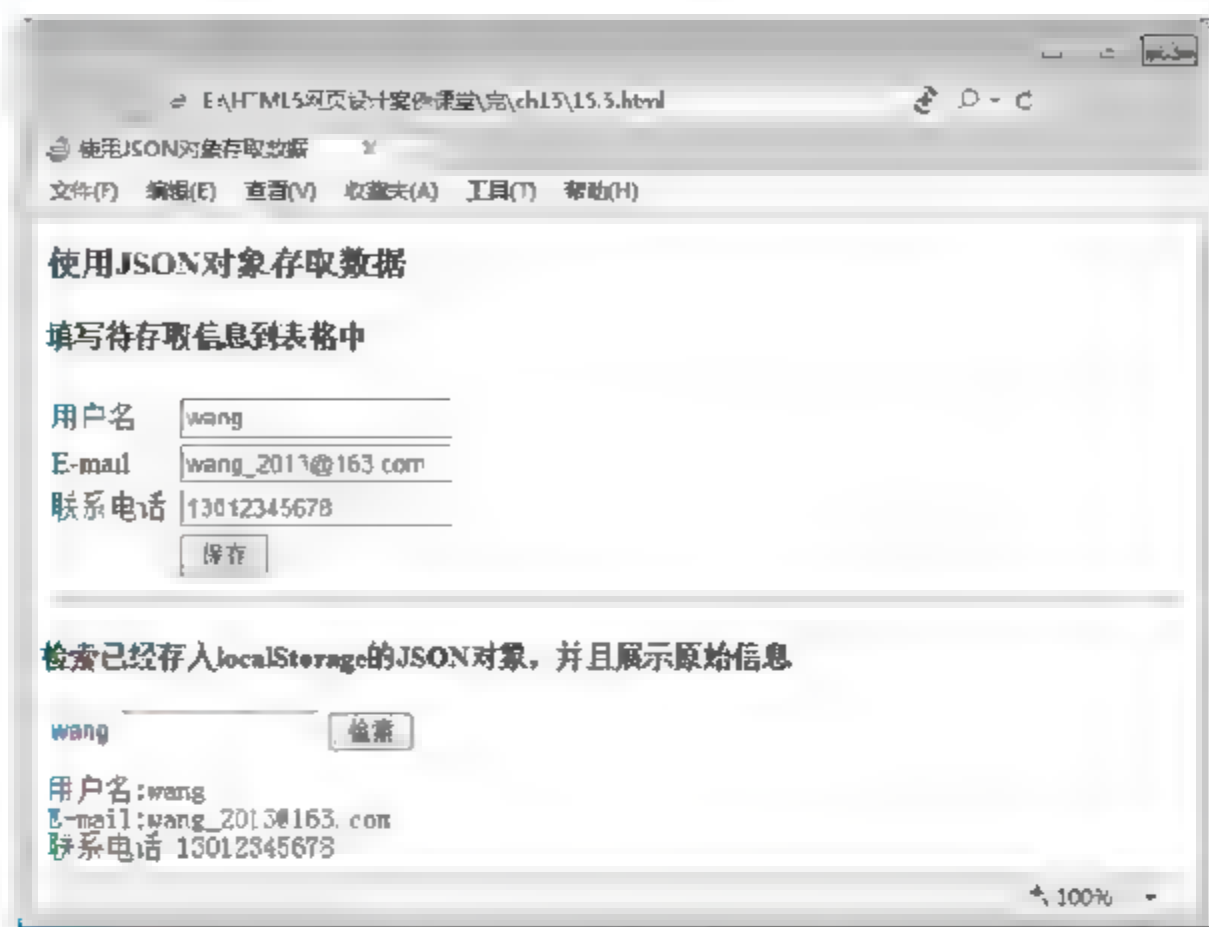 E:\HTML5网页设计案例课堂\完\ch15\15.3.html
使用JSON对象存取数据
文件(F) 编辑(E) 查看(V) 收藏夹(A) 工具(T) 帮助(H)
使用JSON对象存取数据
填写待存取信息到表格中
用户名 wang
E-mail wang_2013@163.com
联系电话 13012345678
保存
检索已经存入localStorage的JSON对象，并且展示原始信息
wang 检索
用户名:wang
E-mail:wang_2013@163.com
联系电话 13012345678
100%